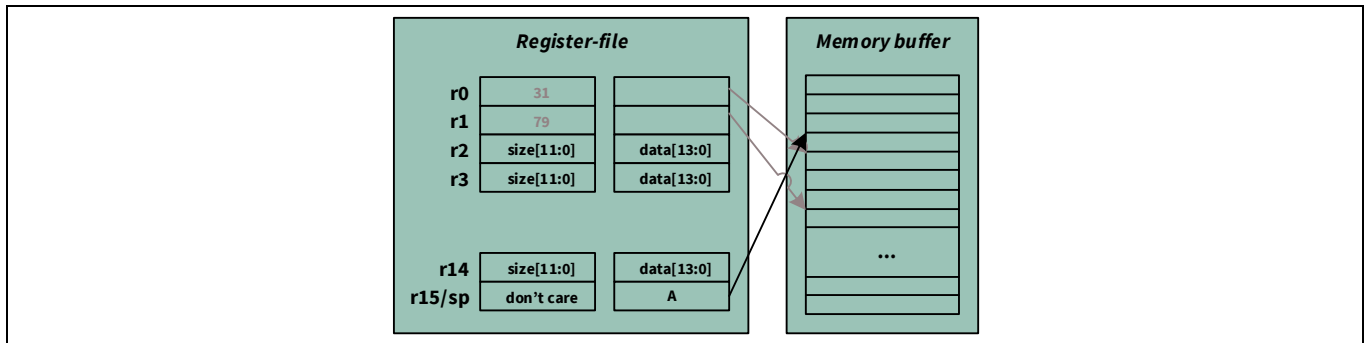 Register-file Memory buffer
r0 31
r1 79
r2 size[11:0] data[13:0]
r3 size[11:0] data[13:0]
...
r14 size[11:0] data[13:0]
r15/sp don't care A